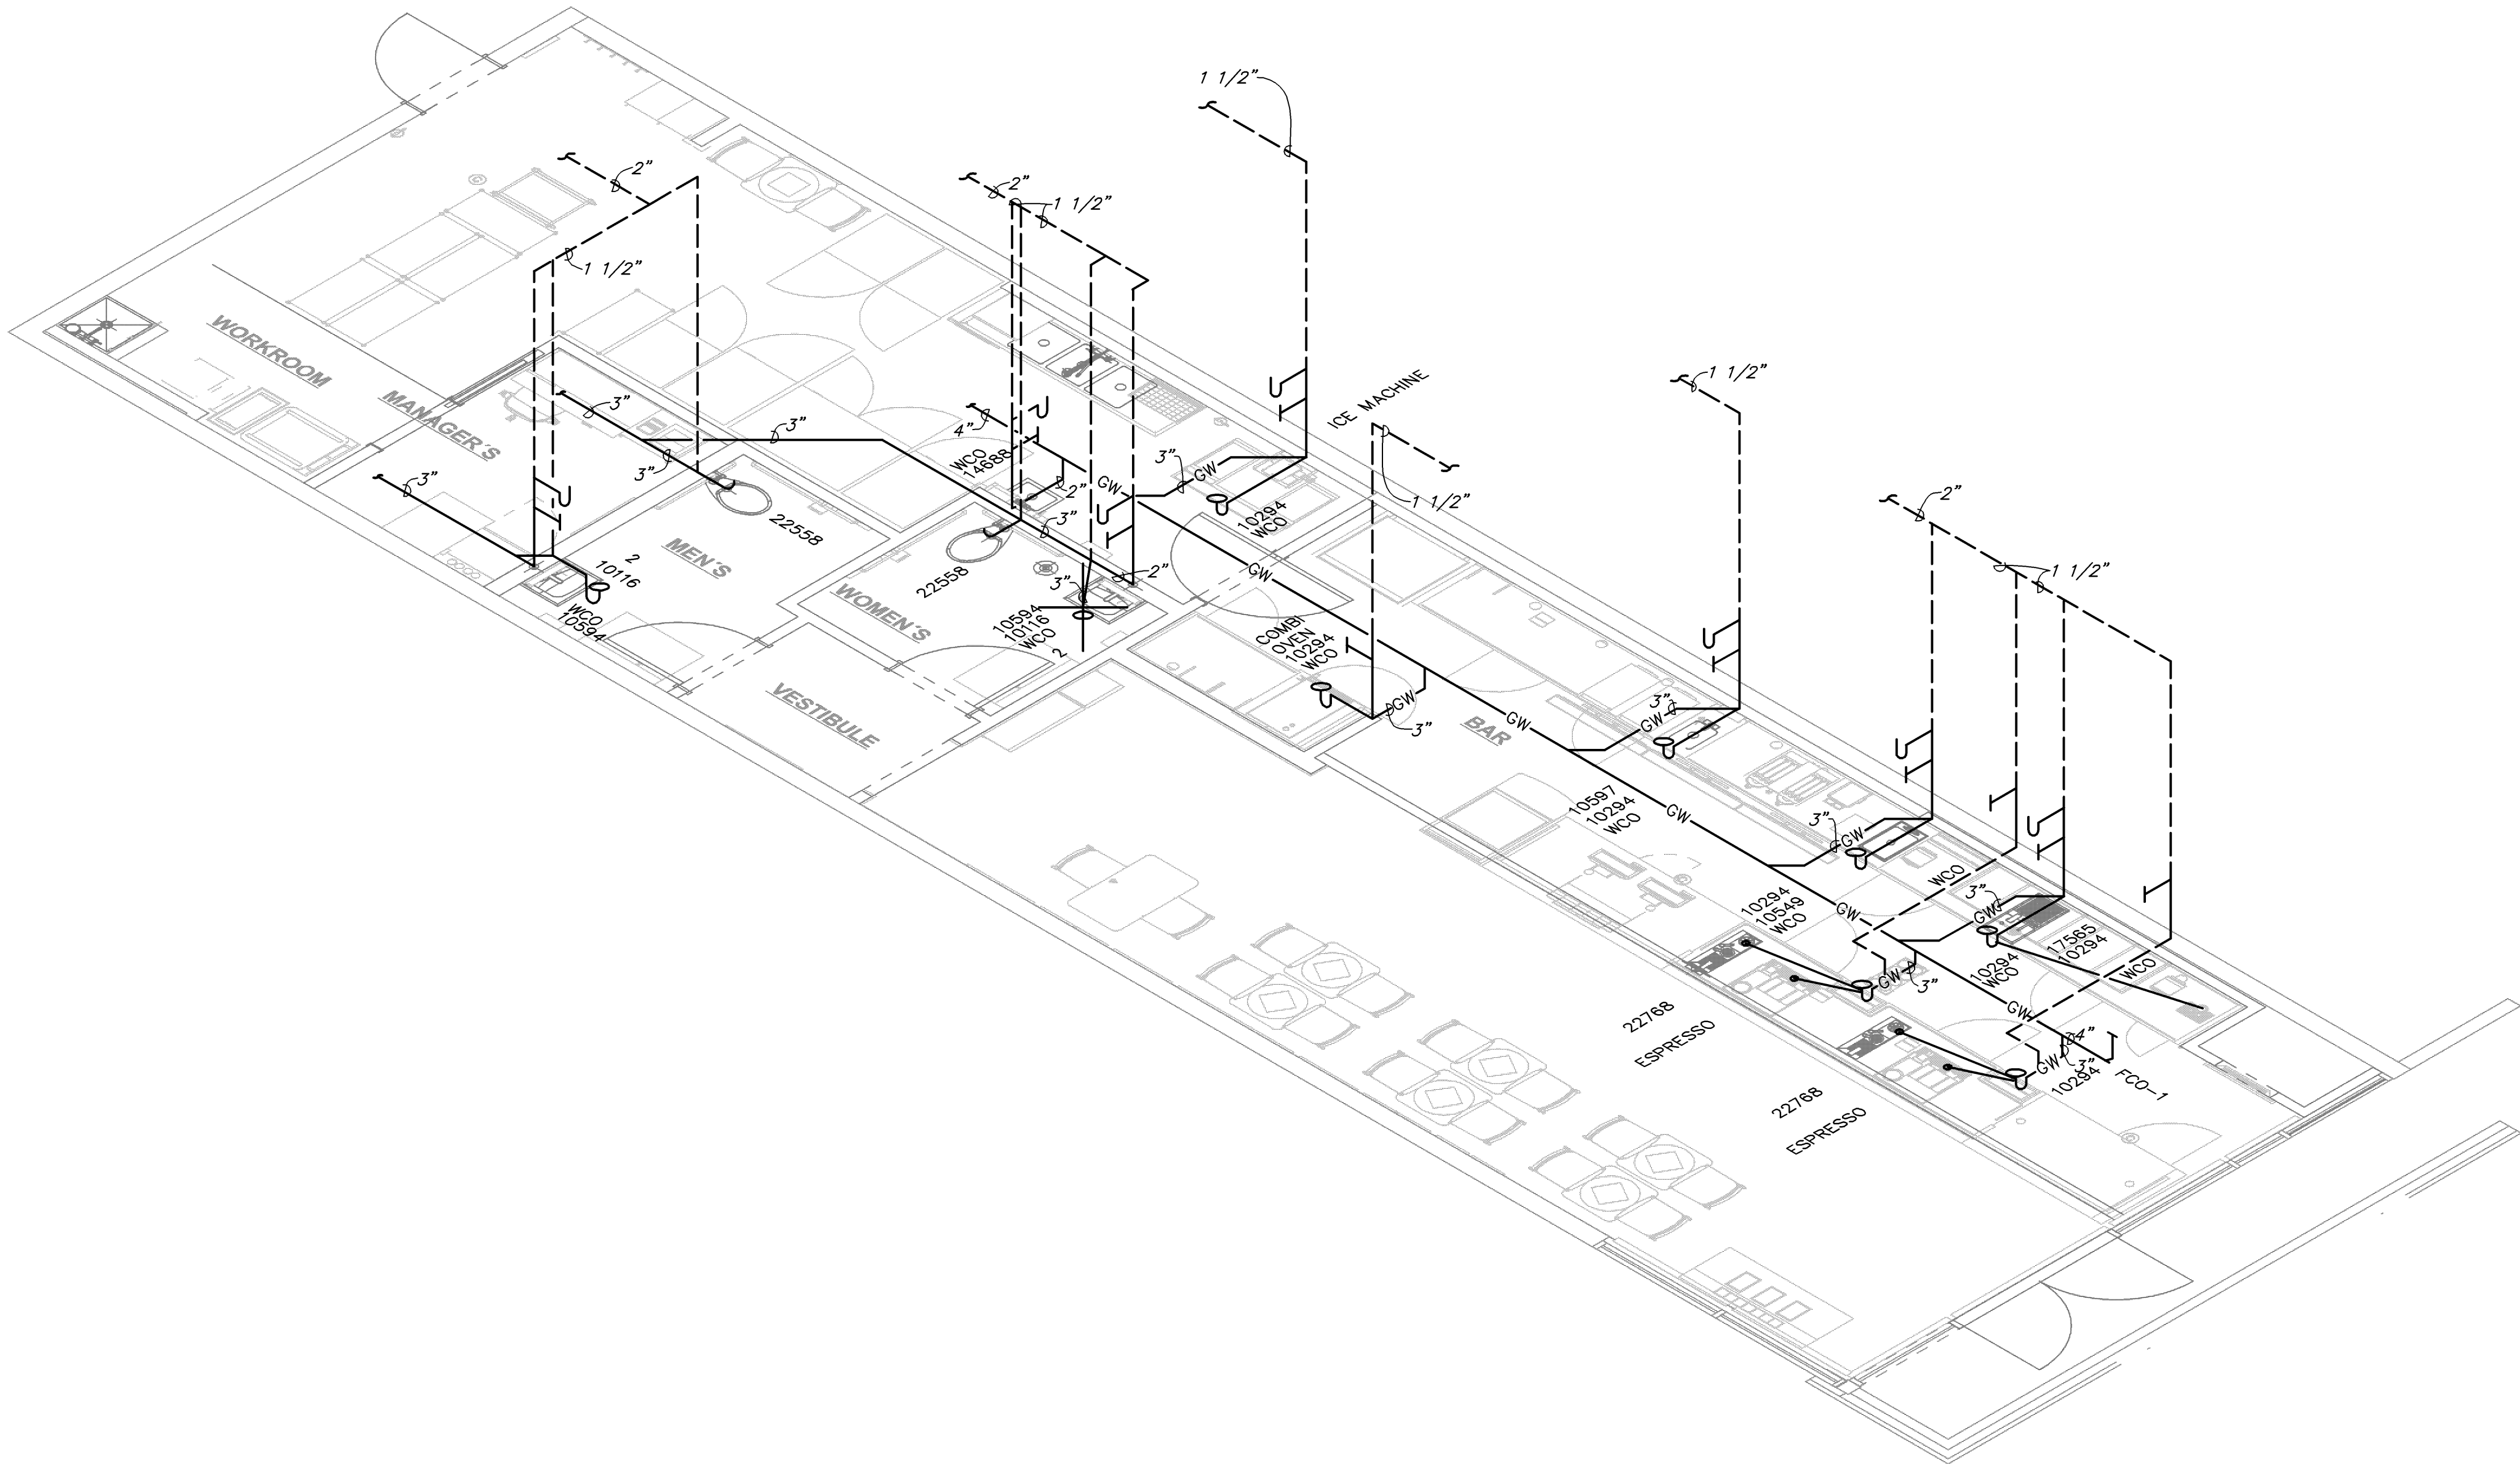 1 1/2"
2"
2"
1 1/2"
1 1/2"
WORKROOM
MANAGER'S
3"
3"
3"
3"
4"
WCO
14688
2"
GW
3"
GW
10294
WCO
ICE MACHINE
1 1/2"
1 1/2"
2"
1 1/2"
22558
MEN'S
2
10116
WCO
10594
22558
WOMEN'S
3"
3"
2"
10594
10116
WCO
2
GW
COMBI
OVEN
10294
WCO
GW
3"
VESTIBULE
GW
BAR
3"
GW
10597
10294
WCO
GW
3"
GW
10294
10549
WCO
GW
WCO
3"
GW
17565
10294
10294
WCO
WCO
GW
3"
GW
4"
3"
GW
10294
FCO-1
22768
ESPRESSO
22768
ESPRESSO